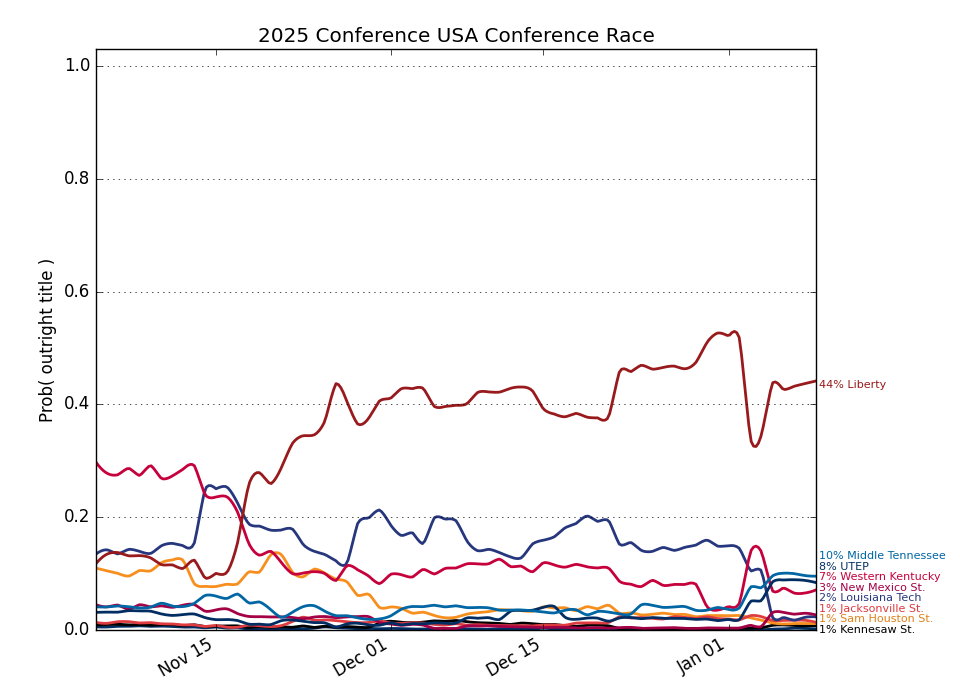 2025 Conference USA Conference Race
Prob( outright title )
1.0
0.8
0.6
0.4
0.2
0.0
Nov 15
Dec 01
Dec 15
Jan 01
44% Liberty
10% Middle Tennessee
8% UTEP
7% Western Kentucky
3% New Mexico St.
2% Louisiana Tech
1% Jacksonville St.
1% Sam Houston St.
1% Kennesaw St.